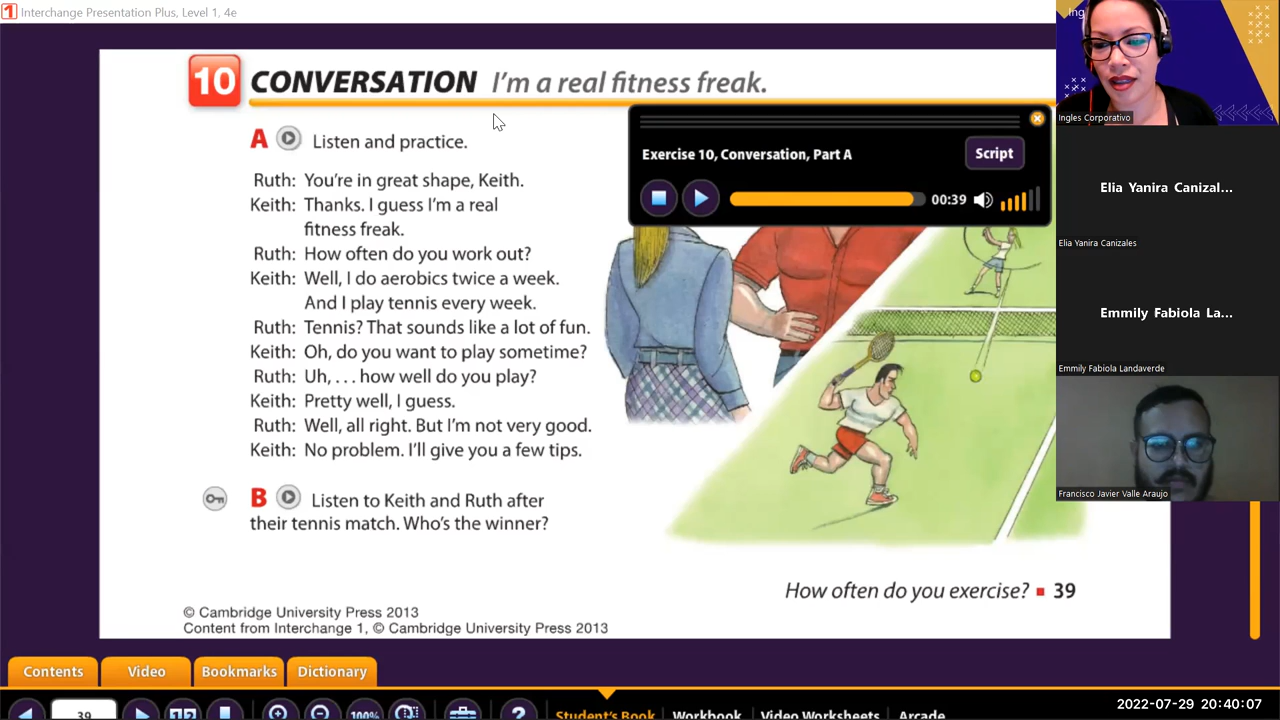 Interchange Presentation Plus, Level 1, 4e
10 CONVERSATION I'm a real fitness freak.
A Listen and practice.
Ruth: You're in great shape, Keith.
Keith: Thanks. I guess I'm a real
fitness freak.
Ruth: How often do you work out?
Keith: Well, I do aerobics twice a week.
And I play tennis every week.
Ruth: Tennis? That sounds like a lot of fun.
Keith: Oh, do you want to play sometime?
Ruth: Uh, . . . how well do you play?
Keith: Pretty well, I guess.
Ruth: Well, all right. But I'm not very good.
Keith: No problem. I'll give you a few tips.
B Listen to Keith and Ruth after
their tennis match. Who's the winner?
How often do you exercise? ■ 39
© Cambridge University Press 2013
Content from Interchange 1, © Cambridge University Press 2013
Exercise 10, Conversation, Part A
Script
00:39
Ing
Ingles Corporativo
Elia Yanira Canizal...
Elia Yanira Canizales
Emmily Fabiola La...
Emmily Fabiola Landaverde
Francisco Javier Valle Araujo
Contents Video Bookmarks Dictionary
39
100%
?
Student's Book Workbook Video Worksheets Arcade
2022-07-29 20:40:07